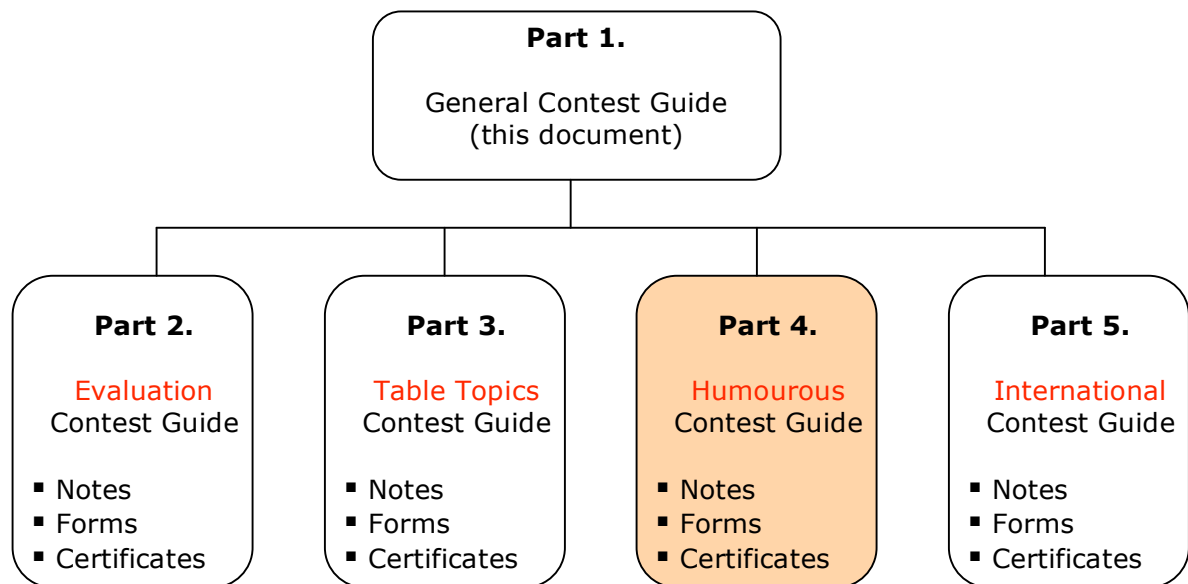 Part 1.
General Contest Guide
(this document)
Part 2.
Evaluation
Contest Guide
▪ Notes
▪ Forms
▪ Certificates
Part 3.
Table Topics
Contest Guide
▪ Notes
▪ Forms
▪ Certificates
Part 4.
Humourous
Contest Guide
▪ Notes
▪ Forms
▪ Certificates
Part 5.
International
Contest Guide
▪ Notes
▪ Forms
▪ Certificates